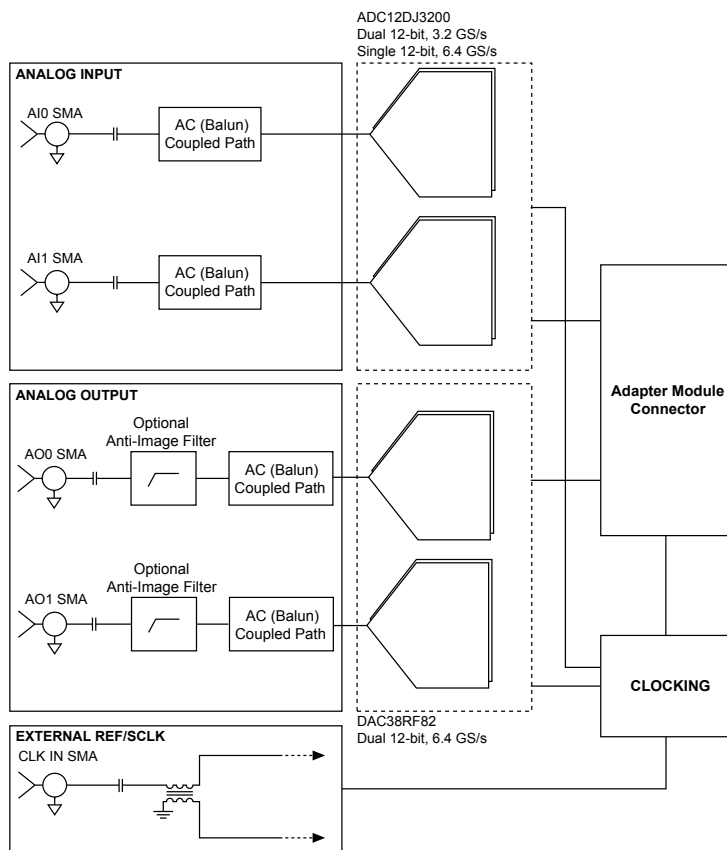 ADC12DJ3200
Dual 12-bit, 3.2 GS/s
Single 12-bit, 6.4 GS/s
ANALOG INPUT
AI0 SMA
AC (Balun)
Coupled Path
AI1 SMA
AC (Balun)
Coupled Path
Adapter Module
Connector
ANALOG OUTPUT
Optional
Anti-Image Filter
AO0 SMA
AC (Balun)
Coupled Path
Optional
Anti-Image Filter
AO1 SMA
AC (Balun)
Coupled Path
CLOCKING
DAC38RF82
Dual 12-bit, 6.4 GS/s
EXTERNAL REF/SCLK
CLK IN SMA